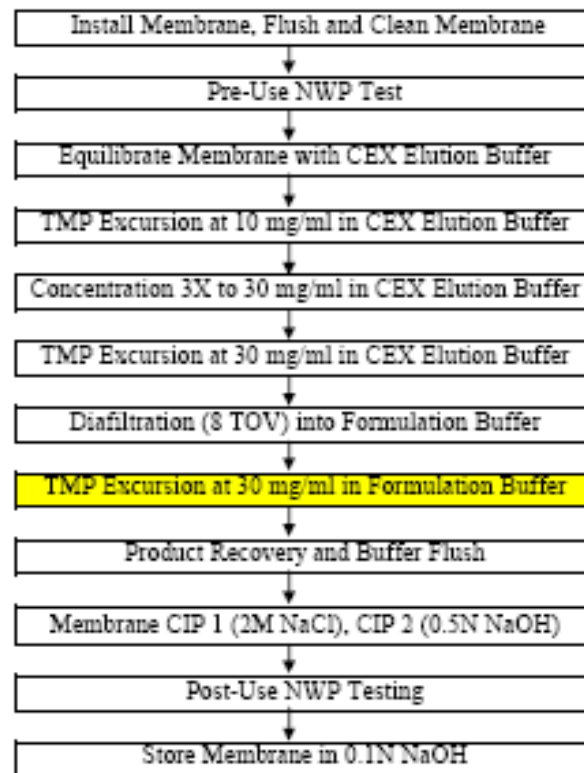 Install Membrane, Flush and Clean Membrane
Pre-Use NWP Test
Equilibrate Membrane with CEX Elution Buffer
TMP Excursion at 10 mg/ml in CEX Elution Buffer
Concentration 3X to 30 mg/ml in CEX Elution Buffer
TMP Excursion at 30 mg/ml in CEX Elution Buffer
Diafiltration (8 TOV) into Formulation Buffer
TMP Excursion at 30 mg/ml in Formulation Buffer
Product Recovery and Buffer Flush
Membrane CIP 1 (2M NaCl), CIP 2 (0.5N NaOH)
Post-Use NWP Testing
Store Membrane in 0.1N NaOH